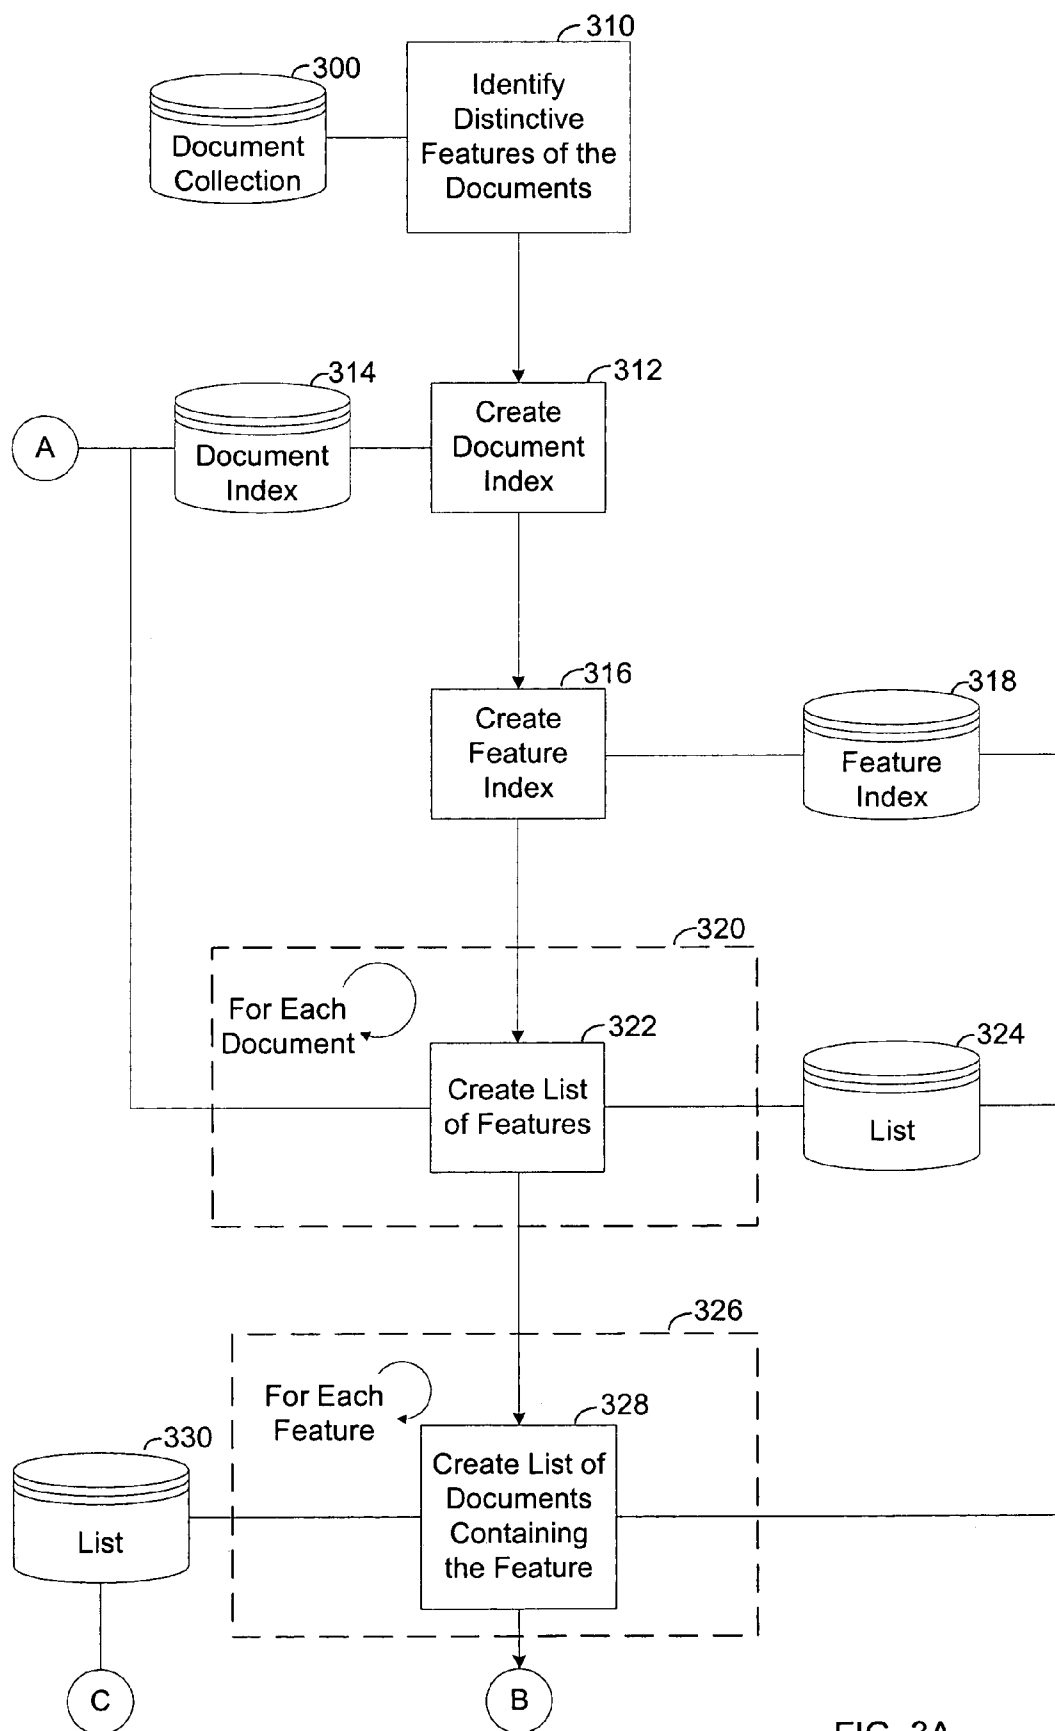 310
300
Identify
Distinctive
Features of the
Documents
Document
Collection
314
312
A
Document
Index
Create
Document
Index
316
318
Create
Feature
Index
Feature
Index
320
For Each
Document
322
324
Create List
of Features
List
326
For Each
Feature
328
330
Create List of
Documents
Containing
the Feature
List
C
B